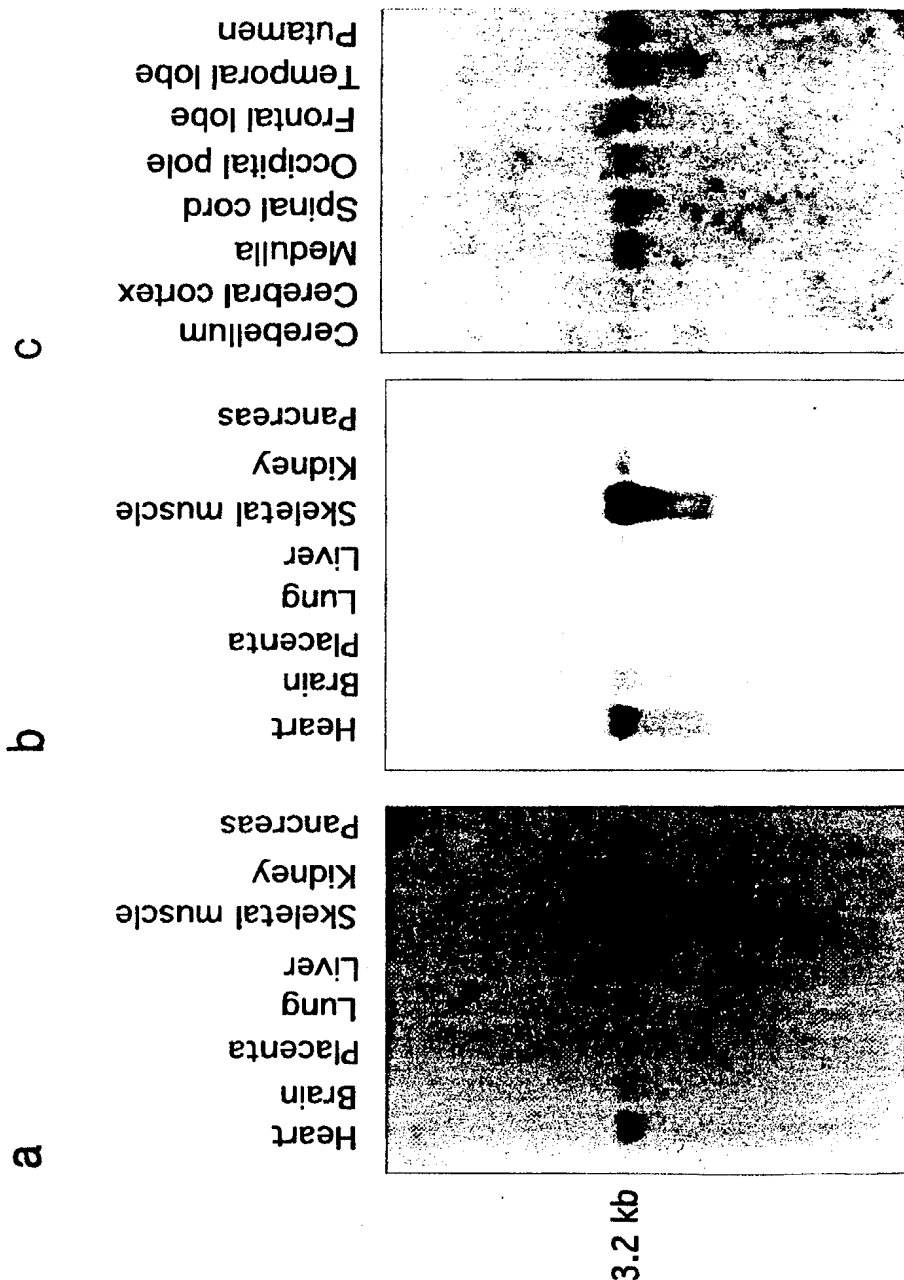 a
Heart
Brain
Placenta
Lung
Liver
Skeletal muscle
Kidney
Pancreas
3.2 kb
b
Heart
Brain
Placenta
Lung
Liver
Skeletal muscle
Kidney
Pancreas
c
Cerebellum
Cerebral cortex
Medulla
Spinal cord
Occipital pole
Frontal lobe
Temporal lobe
Putamen